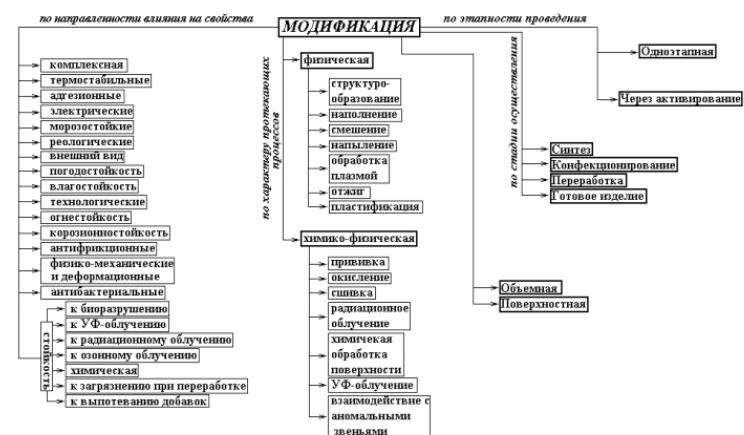 по направленности влияния на свойства
МОДИФИКАЦИЯ
по этапности проведения
комплексная
термостабильные
адгезионные
электрические
морозостойкие
реологические
внешний вид
погодостойкость
влагостойкость
технологические
огнестойкость
корозионностойкость
антифрикционные
физико-механические
и деформационные
антибактериальные
стойкость
к биоразрушению
к УФ-облучению
к радиационному облучению
к озонному облучению
химическая
к загрязнению при переработке
к выпотеванию добавок
по характеру протекающих
процессов
физическая
структуро-
образование
наполнение
смешение
напыление
обработка
плазмой
отжиг
пластификация
химико-физическая
прививка
окисление
сшивка
радиационное
облучение
химичекая
обработка
поверхности
УФ-облучение
взаимодействие с
аномальными
звеньями
по стадии осуществления
Синтез
Конфекционирование
Переработка
Готовое изделие
Объемная
Поверхностная
Одноэтапная
Через активирование